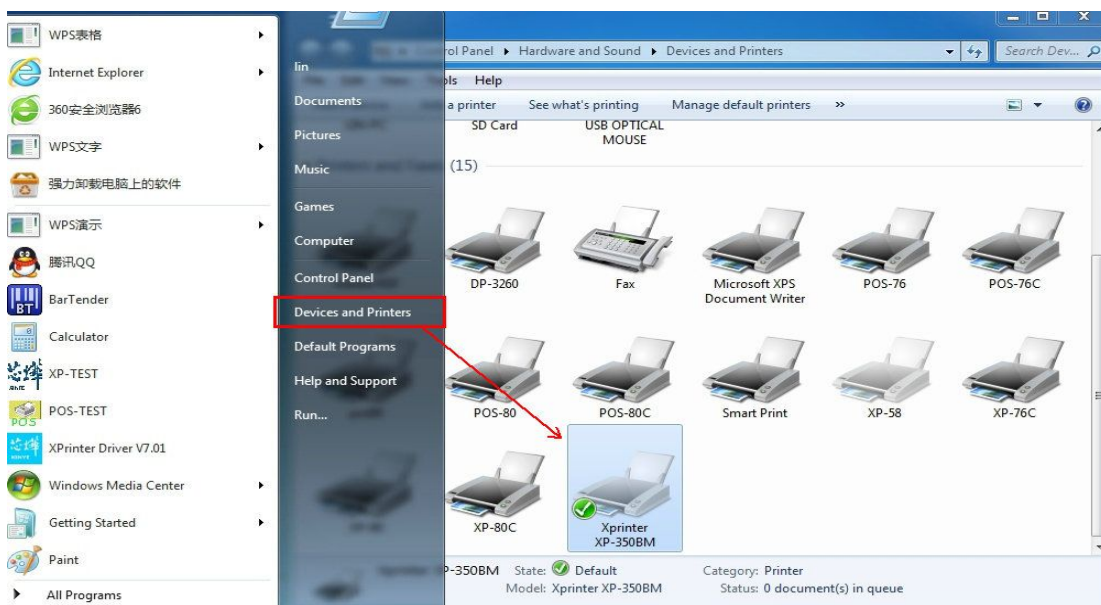 WPS表格
Internet Explorer
360安全浏览器6
WPS文字
强力卸载电脑上的软件
WPS演示
腾讯QQ
BarTender
Calculator
XP-TEST
POS-TEST
XPrinter Driver V7.01
Windows Media Center
Getting Started
Paint
All Programs
lin
Documents
Pictures
Music
Games
Computer
Control Panel
Devices and Printers
Default Programs
Help and Support
Run...
rol Panel Hardware and Sound Devices and Printers
Search Dev...
ols Help
a printer See what's printing Manage default printers »
SD Card
USB OPTICAL
MOUSE
(15)
DP-3260
Fax
Microsoft XPS
Document Writer
POS-76
POS-76C
POS-80
POS-80C
Smart Print
XP-58
XP-76C
XP-80C
Xprinter
XP-350BM
P-350BM State: Default Category: Printer
Model: Xprinter XP-350BM Status: 0 document(s) in queue